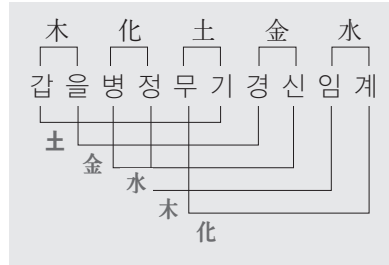 木 化 土 金 水
갑 을 병 정 무 기 경 신 임 계
土
金
水
木
化